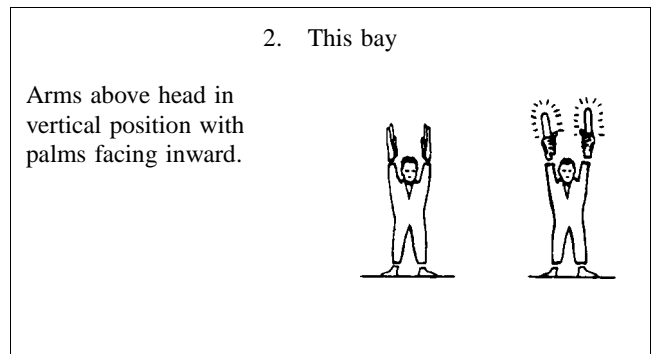 2. This bay
Arms above head in
vertical position with
palms facing inward.